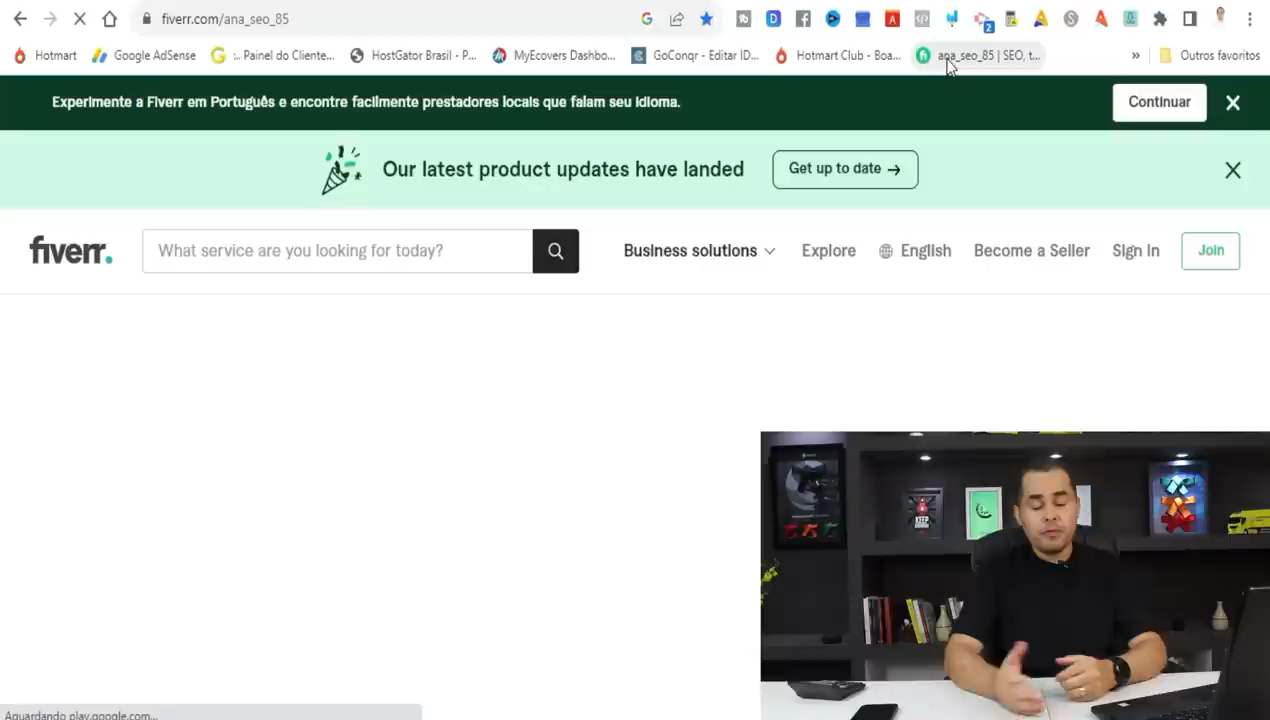 fiverr.com/ana_seo_85
2
Hotmart
Google AdSense
:. Painel do Cliente...
HostGator Brasil - P...
MyEcovers Dashbo...
GoConqr - Editar ID...
Hotmart Club - Boa...
ana_seo_85 | SEO, t...
»
Outros favoritos
Experimente a Fiverr em Português e encontre facilmente prestadores locais que falam seu idioma.
Continuar
Our latest product updates have landed
Get up to date →
fiverr.
What service are you looking for today?
Business solutions
Explore
English
Become a Seller
Sign in
Join
Aguardando play.google.com...